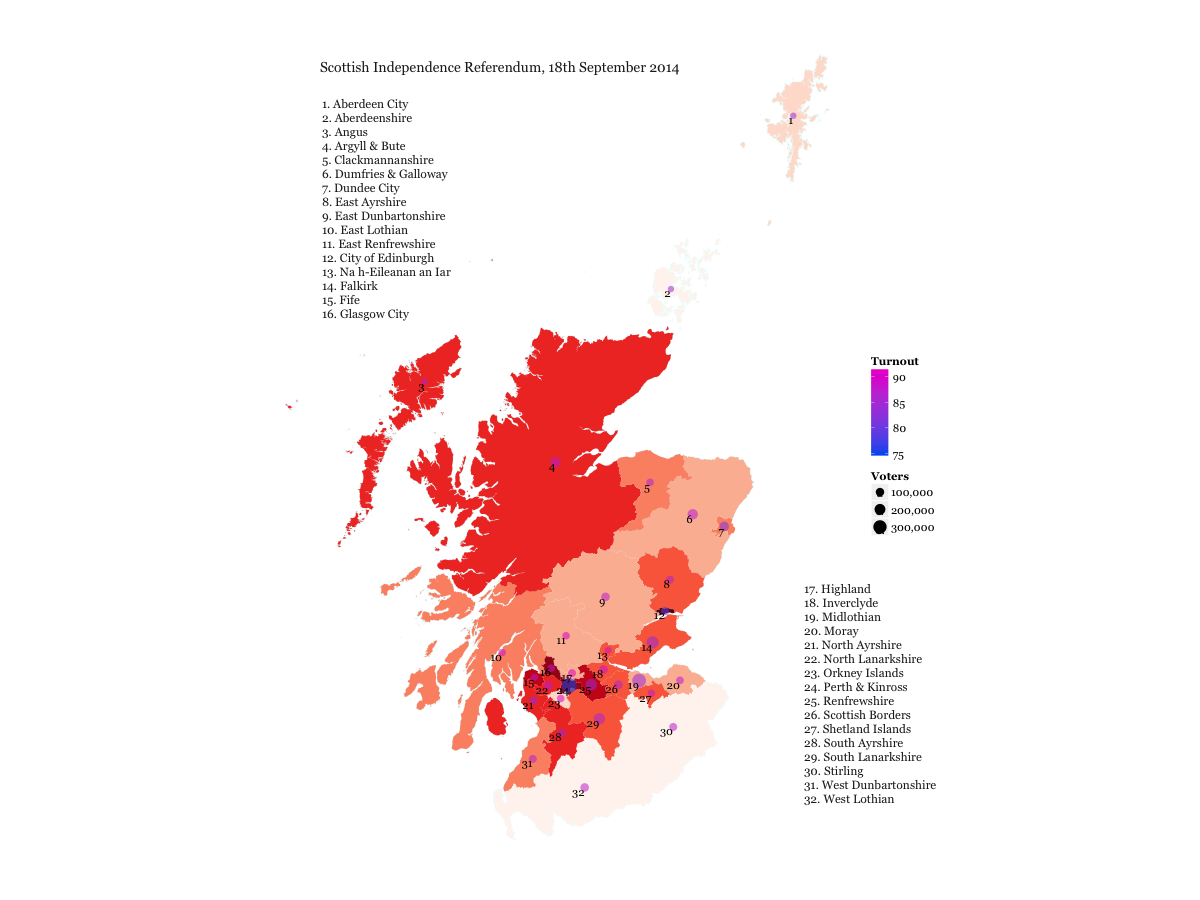 Scottish Independence Referendum, 18th September 2014
1. Aberdeen City
2. Aberdeenshire
3. Angus
4. Argyll & Bute
5. Clackmannanshire
6. Dumfries & Galloway
7. Dundee City
8. East Ayrshire
9. East Dunbartonshire
10. East Lothian
11. East Renfrewshire
12. City of Edinburgh
13. Na h-Eileanan an Iar
14. Falkirk
15. Fife
16. Glasgow City
1
2
3
4
5
6
7
8
9
12
11
10
13
14
15
16
17
18
19
20
21
22
23
24
25
26
27
28
29
30
31
32
Turnout
90
85
80
75
Voters
100,000
200,000
300,000
17. Highland
18. Inverclyde
19. Midlothian
20. Moray
21. North Ayrshire
22. North Lanarkshire
23. Orkney Islands
24. Perth & Kinross
25. Renfrewshire
26. Scottish Borders
27. Shetland Islands
28. South Ayrshire
29. South Lanarkshire
30. Stirling
31. West Dunbartonshire
32. West Lothian